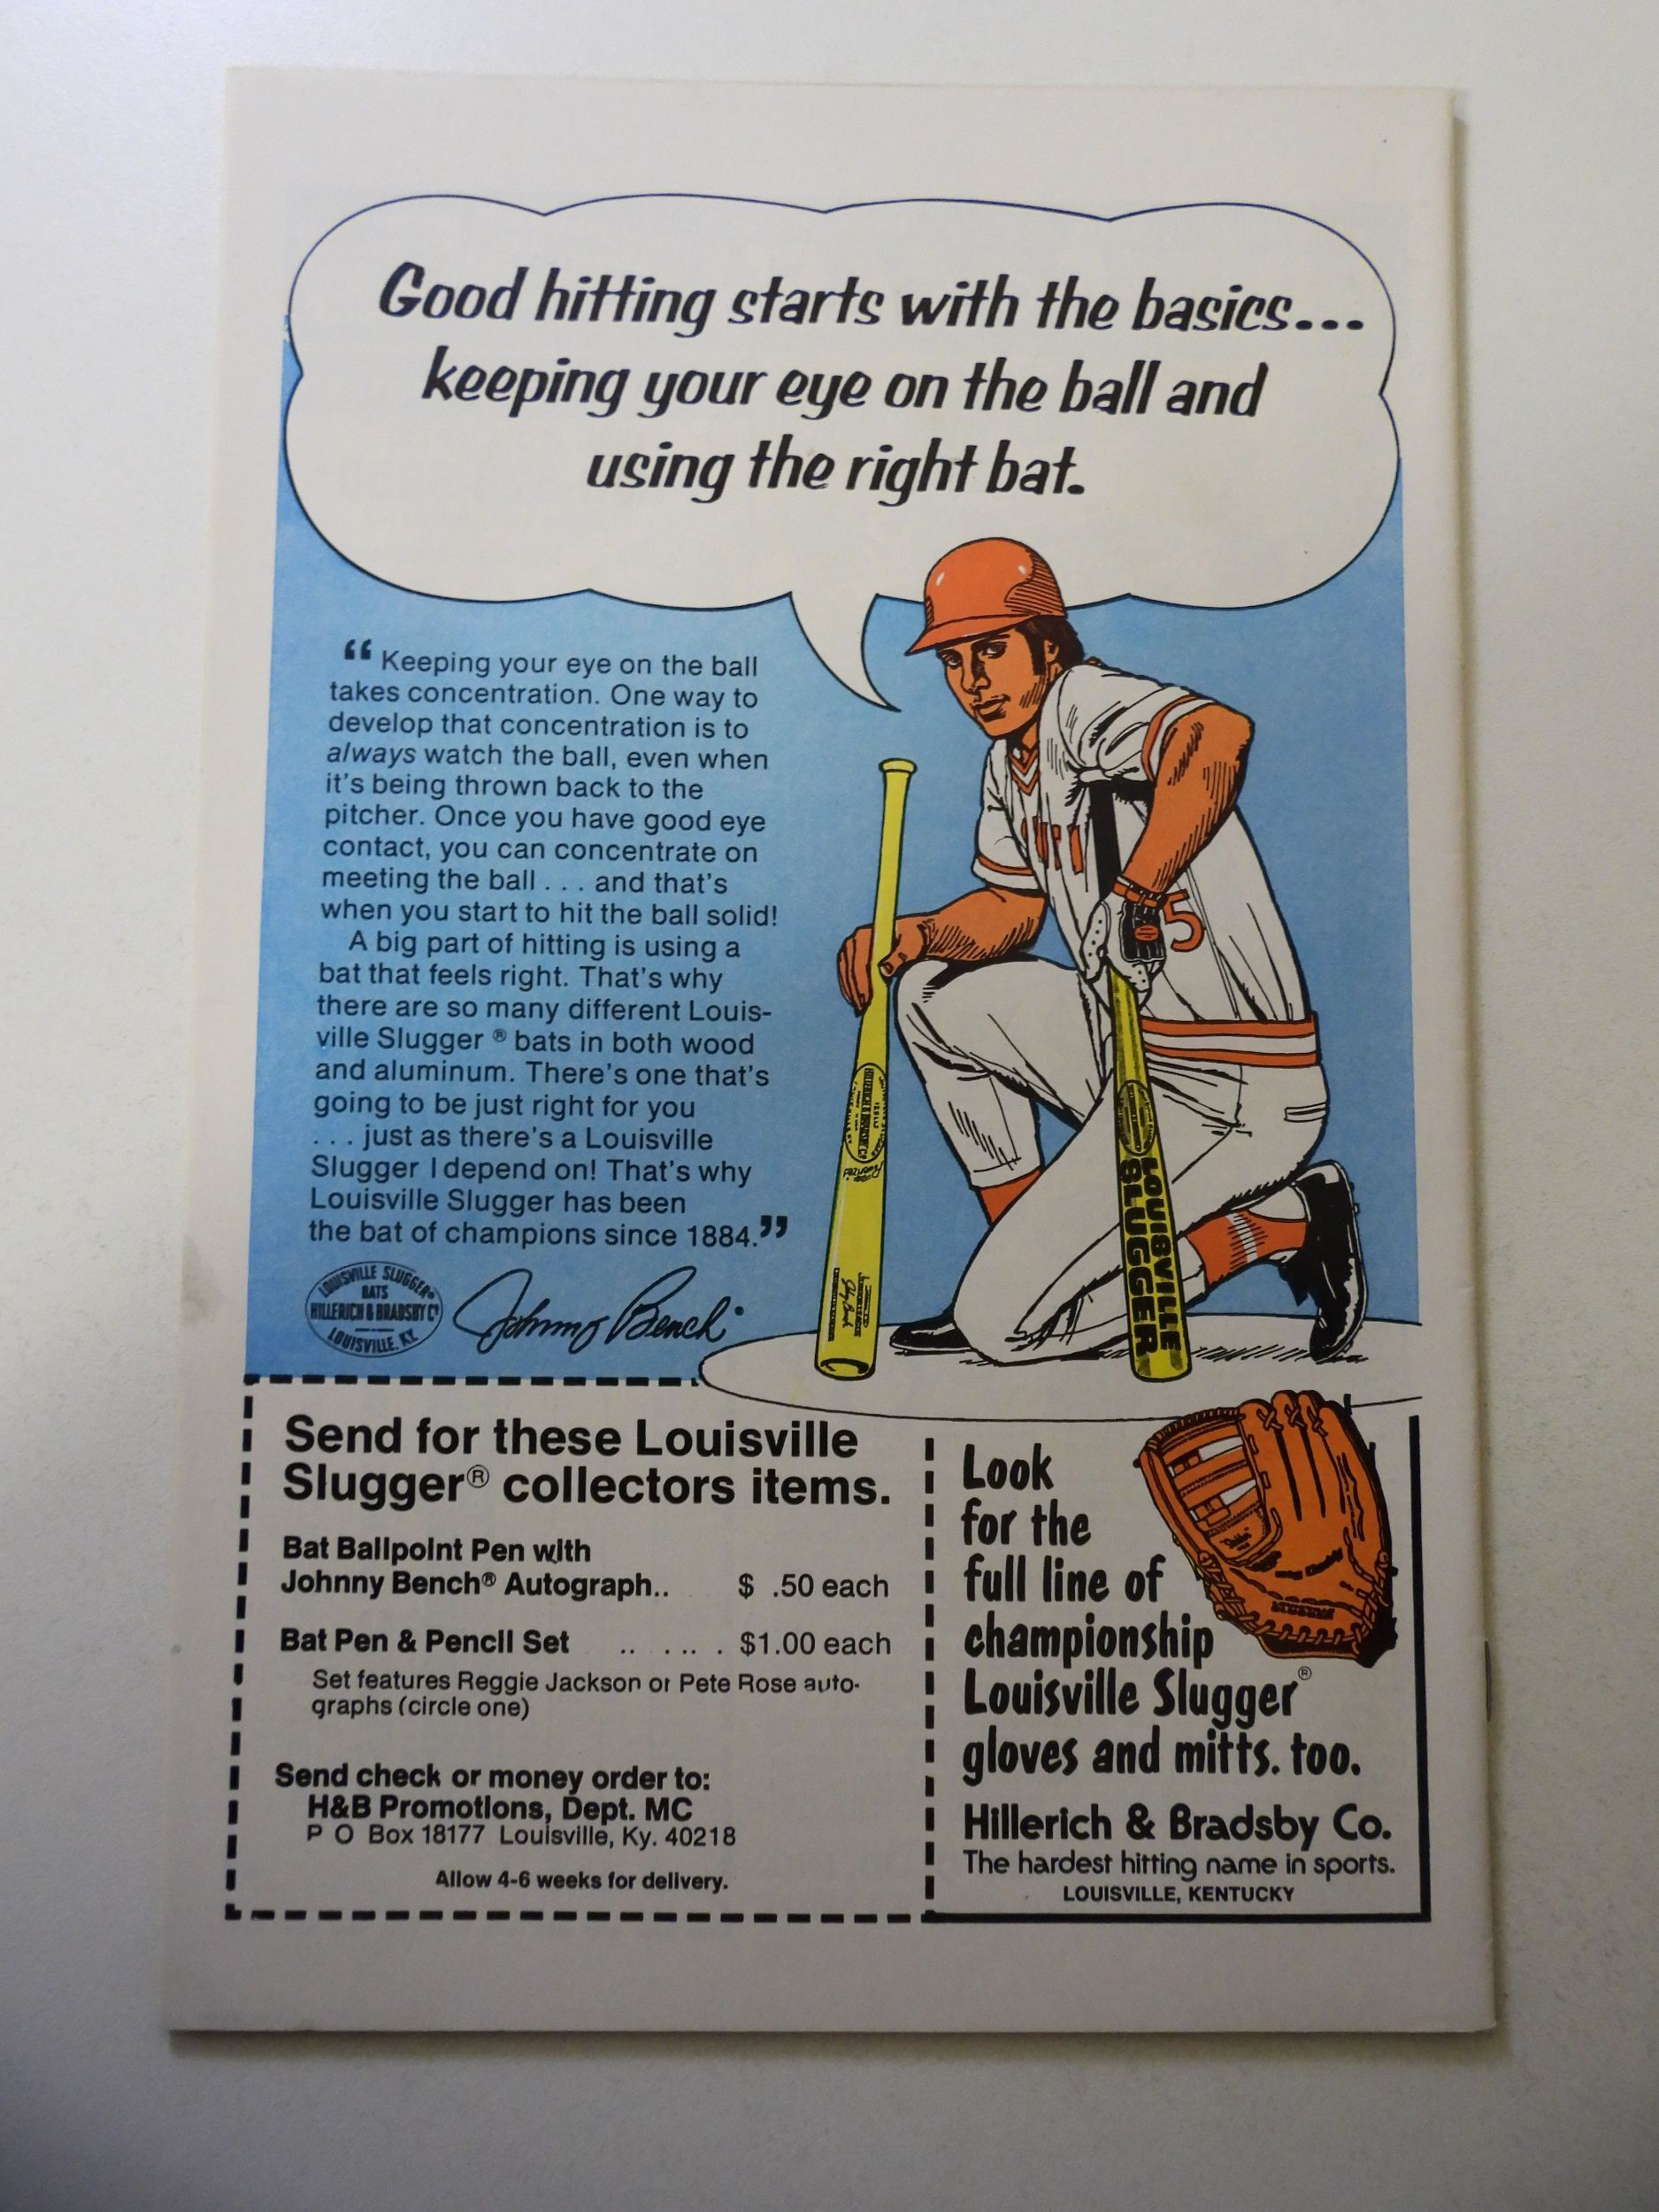 Good hitting starts with the basics...
keeping your eye on the ball and
using the right bat.
“Keeping your eye on the ball
takes concentration. One way to
develop that concentration is to
always watch the ball, even when
it's being thrown back to the
pitcher. Once you have good eye
contact, you can concentrate on
meeting the ball . . . and that's
when you start to hit the ball solid!
A big part of hitting is using a
bat that feels right. That's why
there are so many different Louis-
ville Slugger ® bats in both wood
and aluminum. There's one that's
going to be just right for you
. . . just as there's a Louisville
Slugger I depend on! That's why
Louisville Slugger has been
the bat of champions since 1884.”
LOUISVILLE SLUGGER®
BATS
HILLERICH & BRADSBY Cº
LOUISVILLE. KY.
Johnny Bench
5
LOUISVILLE
SLUGGER
Send for these Louisville
Slugger® collectors items.
Bat Ballpoint Pen with
Johnny Bench® Autograph.. $ .50 each
Bat Pen & Pencil Set .. . .. . $1.00 each
Set features Reggie Jackson or Pete Rose auto-
graphs (circle one)
Send check or money order to:
H&B Promotions, Dept. MC
P O Box 18177 Louisville, Ky. 40218
Allow 4-6 weeks for delivery.
Look
for the
full line of
championship
Louisville Slugger®
gloves and mitts. too.
Hillerich & Bradsby Co.
The hardest hitting name in sports.
LOUISVILLE, KENTUCKY